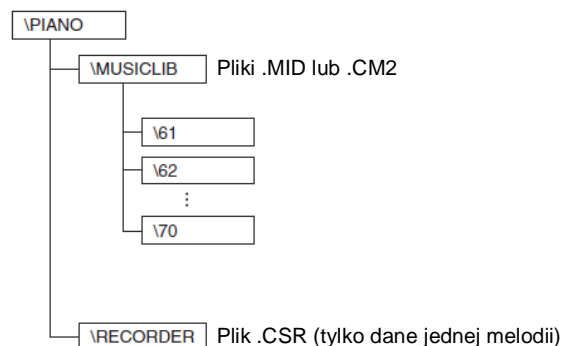 \PIANO
\MUSICLIB Pliki .MID lub .CM2
\61
\62
⋮
\70
\RECORDER Plik .CSR (tylko dane jednej melodii)